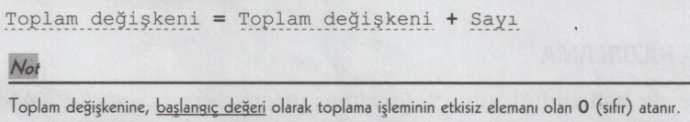 Toplam değişkeni = Toplam değişkeni + Sayı
Not
Toplam değişkenine, başlangıç değeri olarak toplama işleminin etkisiz elemanı olan 0 (sıfır) atanır.